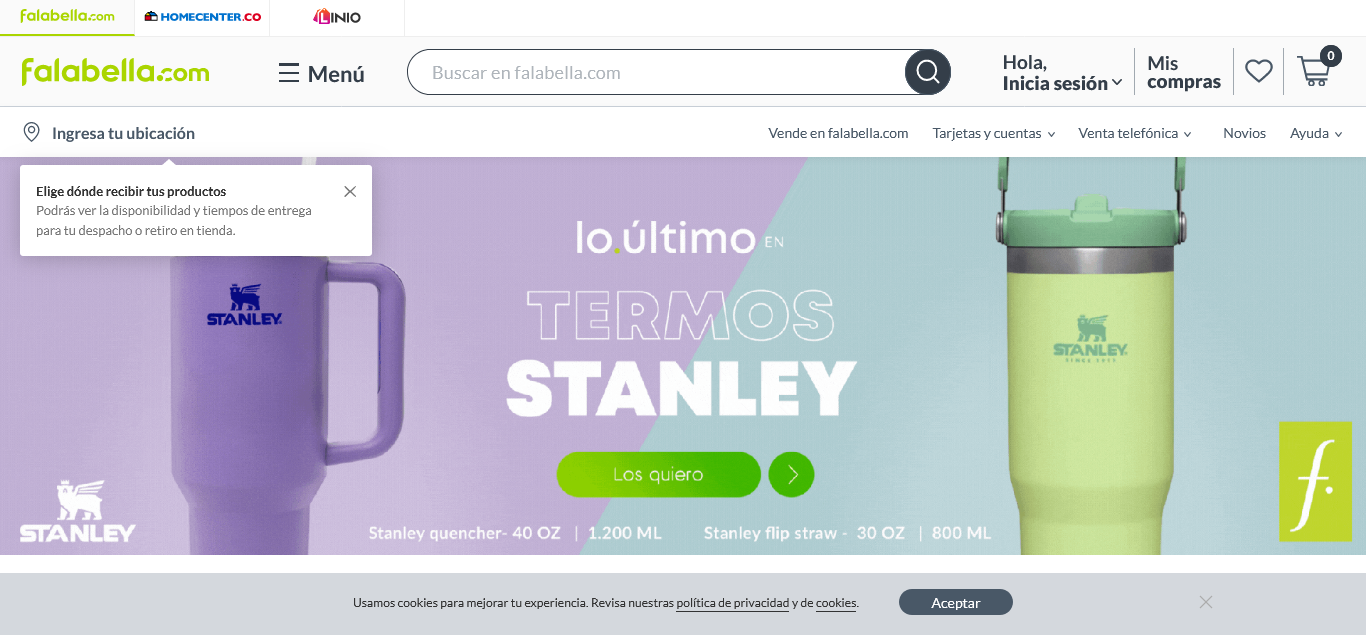 falabella.com
HOMECENTER.CO
LINIO
falabella.com
Menú
Buscar en falabella.com
Hola,
Inicia sesión
Mis
compras
0
Ingresa tu ubicación
Vende en falabella.com
Tarjetas y cuentas
Venta telefónica
Novios
Ayuda
Elige dónde recibir tus productos
Podrás ver la disponibilidad y tiempos de entrega
para tu despacho o retiro en tienda.
lo.último EN
TERMOS
STANLEY
Los quiero
Stanley quencher- 40 OZ | 1.200 ML
Stanley flip straw - 30 OZ | 800 ML
STANLEY
STANLEY
SINCE 1913
STANLEY
f.
Usamos cookies para mejorar tu experiencia. Revisa nuestras política de privacidad y de cookies.
Aceptar